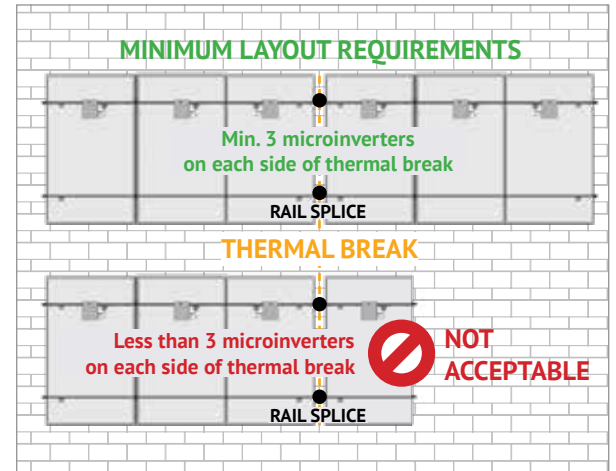 MINIMUM LAYOUT REQUIREMENTS
Min. 3 microinverters
on each side of thermal break
RAIL SPLICE
THERMAL BREAK
Less than 3 microinverters
on each side of thermal break
NOT
ACCEPTABLE
RAIL SPLICE